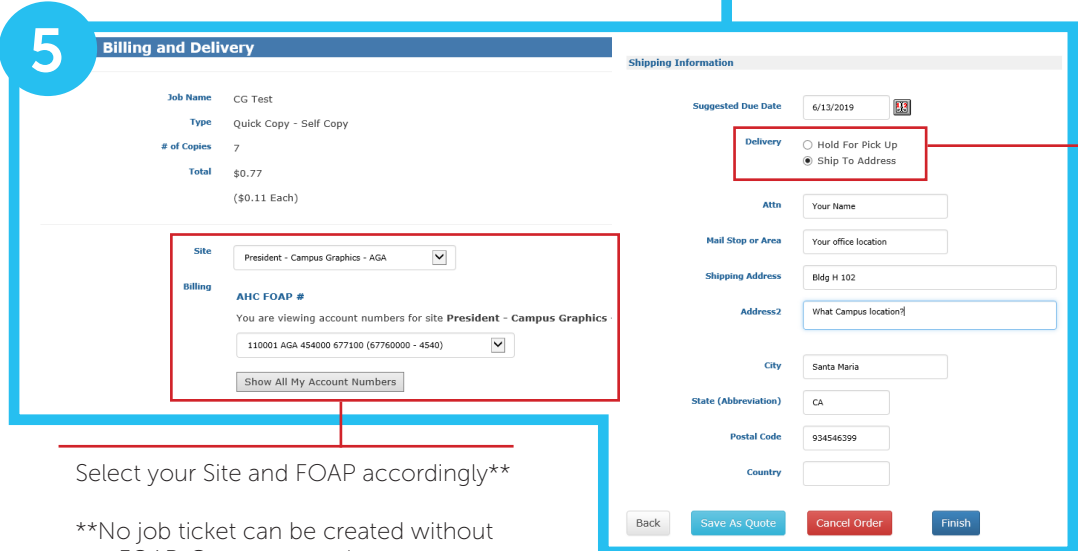 5
Billing and Delivery
Job Name CG Test
Type Quick Copy - Self Copy
# of Copies 7
Total $0.77
($0.11 Each)
Site President - Campus Graphics - AGA
Billing
AHC FOAP #
You are viewing account numbers for site President - Campus Graphics -
110001 AGA 454000 677100 (67760000 - 4540)
Show All My Account Numbers
Select your Site and FOAP accordingly**
**No job ticket can be created without
Shipping Information
Suggested Due Date 6/13/2019
Delivery Hold For Pick Up
Ship To Address
Attn Your Name
Mail Stop or Area Your office location
Shipping Address Bldg H 102
Address2 What Campus location?
City Santa Maria
State (Abbreviation) CA
Postal Code 934546399
Country
Back Save As Quote Cancel Order Finish